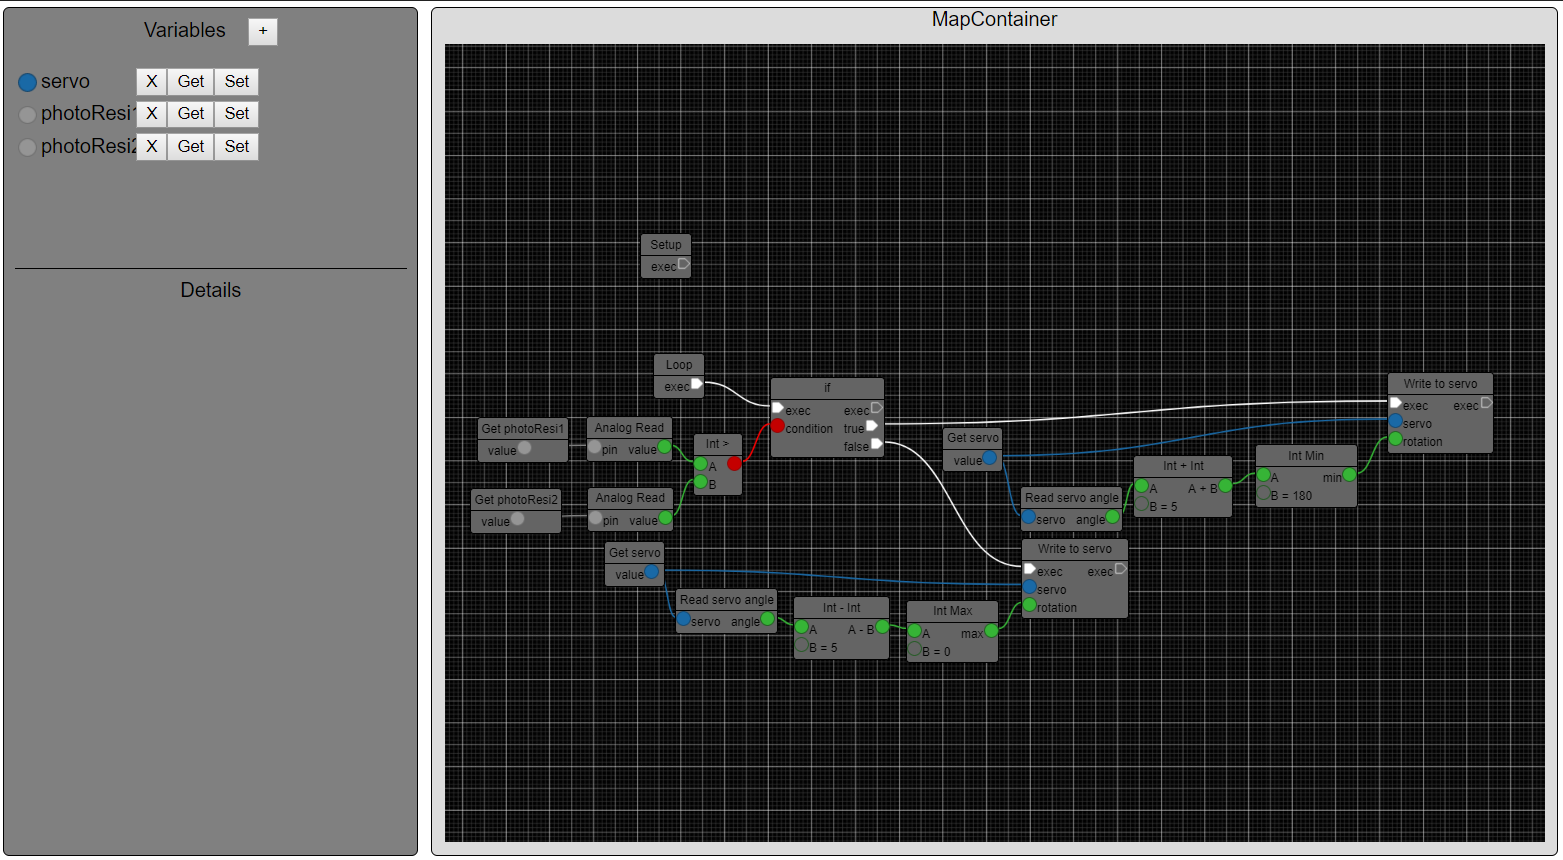 Variables +
servo X Get Set
photoResi1 X Get Set
photoResi2 X Get Set
Details
MapContainer
Setup
exec
Loop
exec
if
exec exec
condition true
false
Get photoResi1
value
Analog Read
pin value
Int >
A
B
Get photoResi2
value
Analog Read
pin value
Get servo
value
Read servo angle
servo angle
Int + Int
A A + B
B = 5
Int Min
A min
B = 180
Write to servo
exec exec
servo
rotation
Get servo
value
Read servo angle
servo angle
Int - Int
A A - B
B = 5
Int Max
A max
B = 0
Write to servo
exec exec
servo
rotation